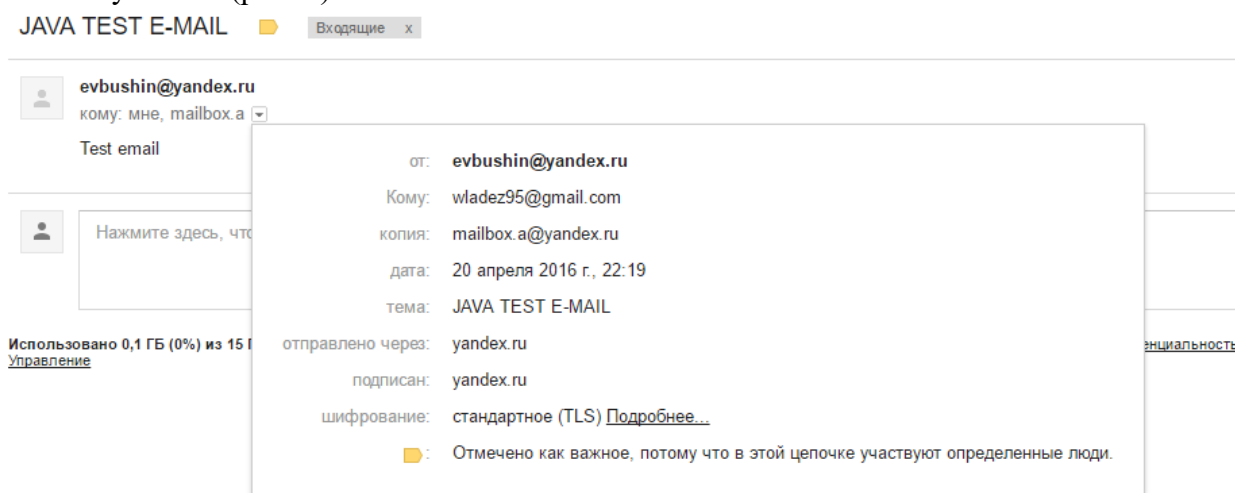 JAVA TEST E-MAIL Входящие x
evbushin@yandex.ru
кому: мне, mailbox.a
Test email
от: evbushin@yandex.ru
Кому: wladez95@gmail.com
Нажмите здесь, что
копия: mailbox.a@yandex.ru
дата: 20 апреля 2016 г., 22:19
тема: JAVA TEST E-MAIL
Использовано 0,1 ГБ (0%) из 15
отправлено через: yandex.ru
Управление
подписан: yandex.ru
шифрование: стандартное (TLS) Подробнее...
: Отмечено как важное, потому что в этой цепочке участвуют определенные люди.